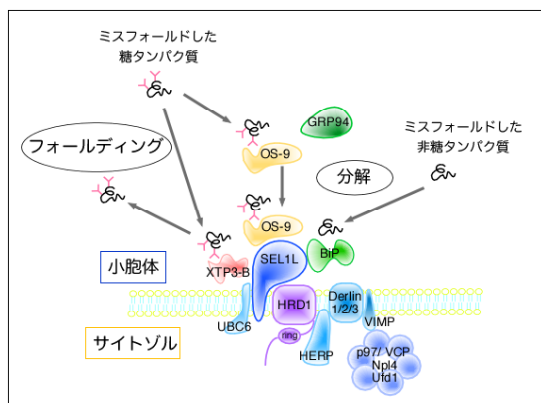 ミスフォールドした
糖タンパク質
GRP94
OS-9
ミスフォールドした
非糖タンパク質
フォールディング
分解
OS-9
小胞体
XTP3-B
SEL1L
BiP
HRD1
Derlin
1/2/3
UBC6
VIMP
サイトゾル
ring
HERP
p97/ VCP
Npl4
Ufd1